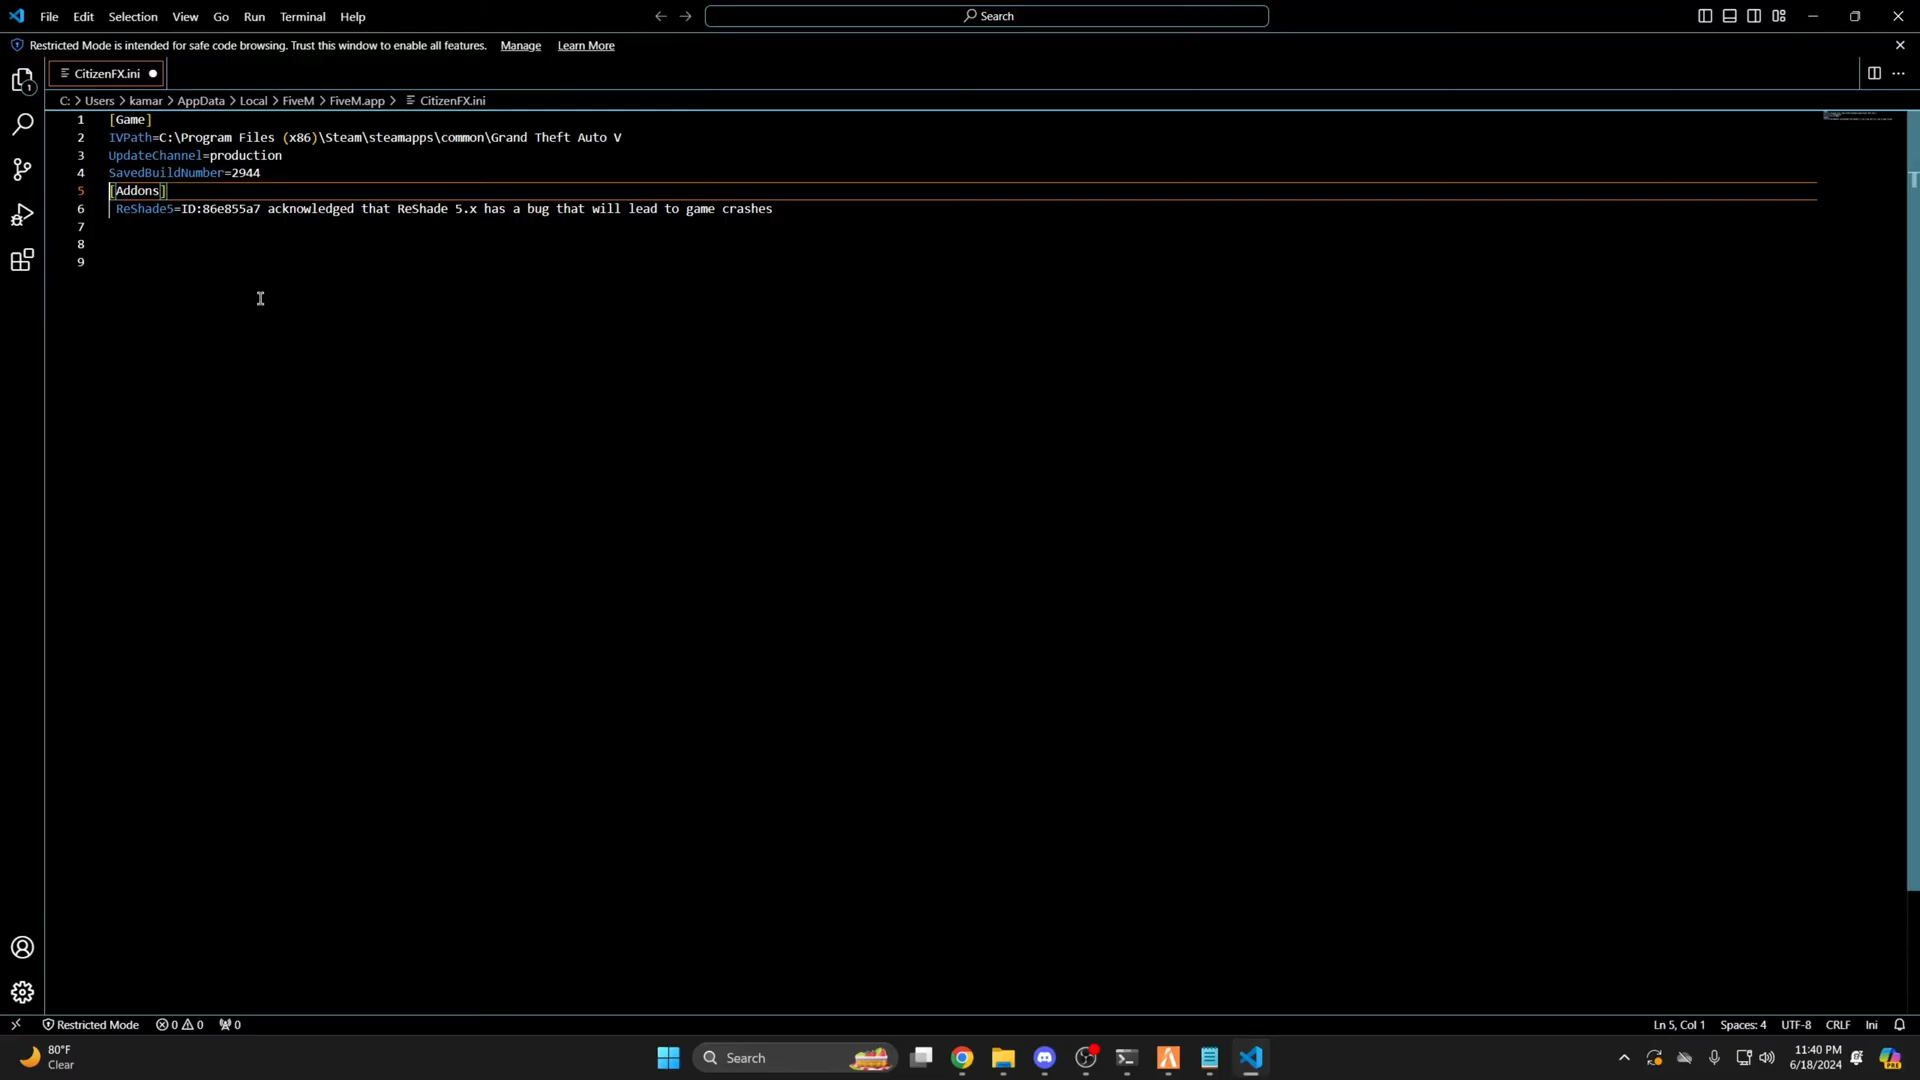 File Edit Selection View Go Run Terminal Help
Search
Restricted Mode is intended for safe code browsing. Trust this window to enable all features. Manage Learn More
CitizenFX.ini
C: > Users > kamar > AppData > Local > FiveM > FiveM.app > CitizenFX.ini
1 [Game]
2 IVPath=C:\Program Files (x86)\Steam\steamapps\common\Grand Theft Auto V
3 UpdateChannel=production
4 SavedBuildNumber=2944
5 [Addons]
6 ReShade5=ID:86e855a7 acknowledged that ReShade 5.x has a bug that will lead to game crashes
7
8
9
1
Restricted Mode 0 0 0
Ln 5, Col 1 Spaces: 4 UTF-8 CRLF Ini
80°F
Clear
Search
11:40 PM
6/18/2024
PRE